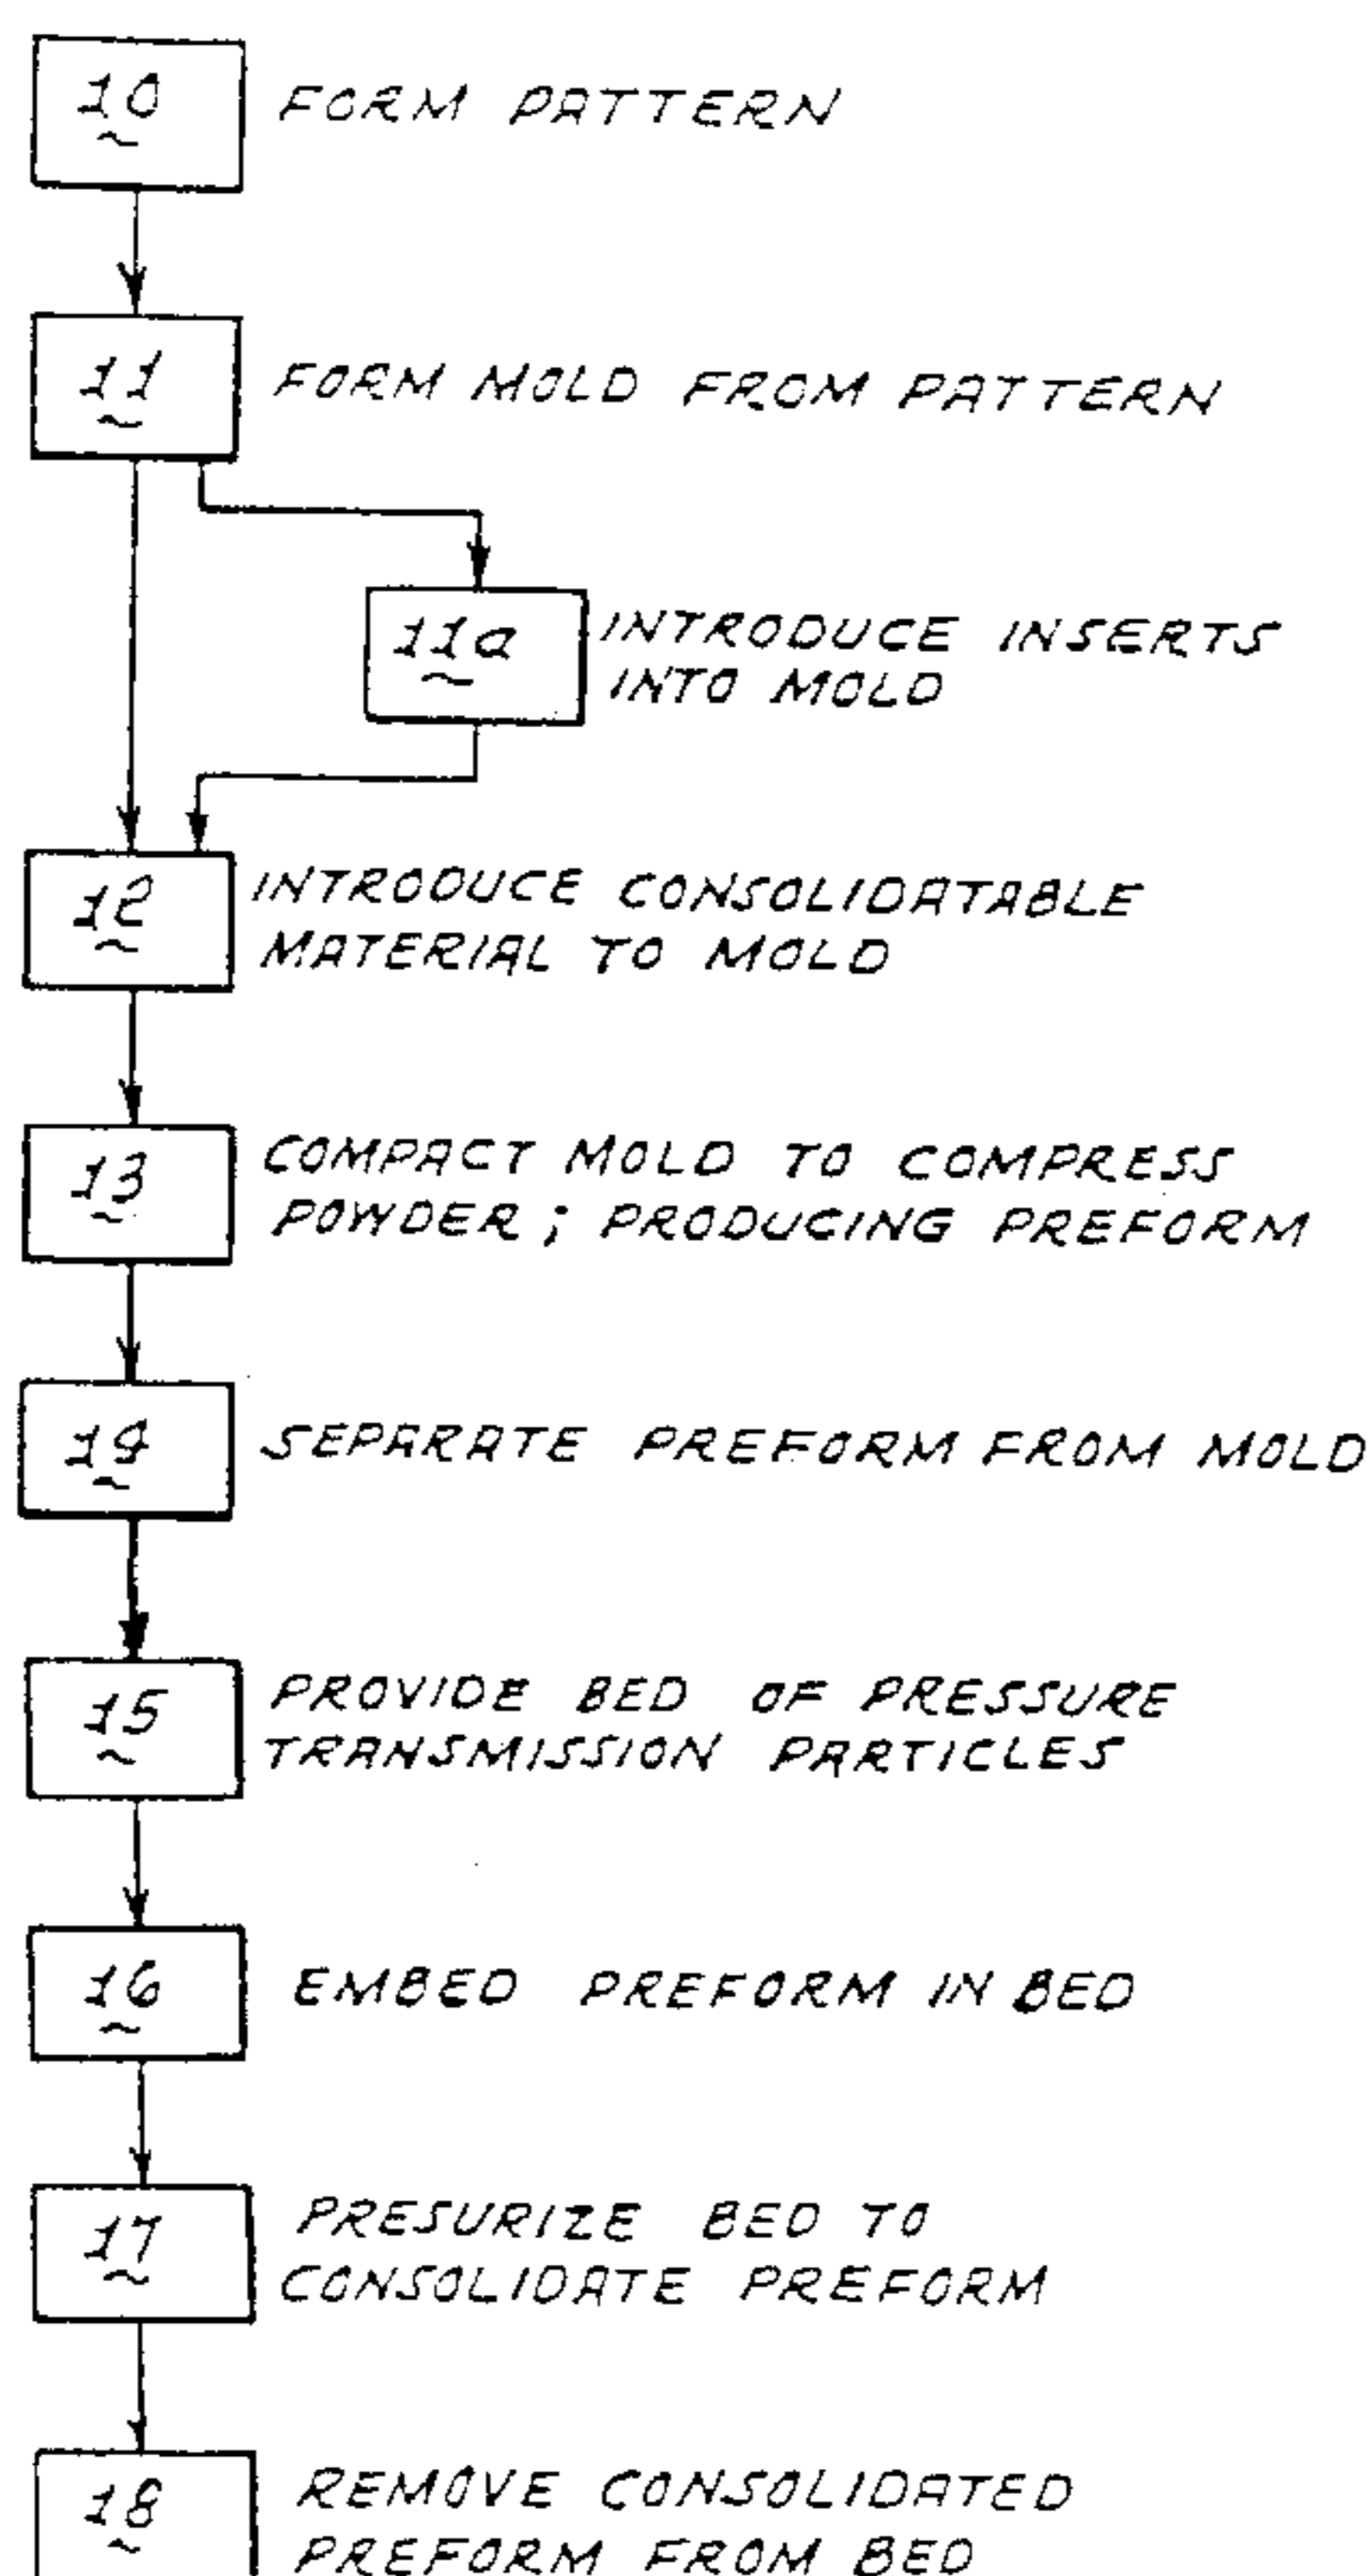 10 FORM PATTERN
11 FORM MOLD FROM PATTERN
11a INTRODUCE INSERTS
INTO MOLD
12 INTRODUCE CONSOLIDATABLE
MATERIAL TO MOLD
13 COMPACT MOLD TO COMPRESS
POWDER; PRODUCING PREFORM
14 SEPARATE PREFORM FROM MOLD
15 PROVIDE BED OF PRESSURE
TRANSMISSION PARTICLES
16 EMBED PREFORM IN BED
17 PRESURIZE BED TO
CONSOLIDATE PREFORM
18 REMOVE CONSOLIDATED
PREFORM FROM BED